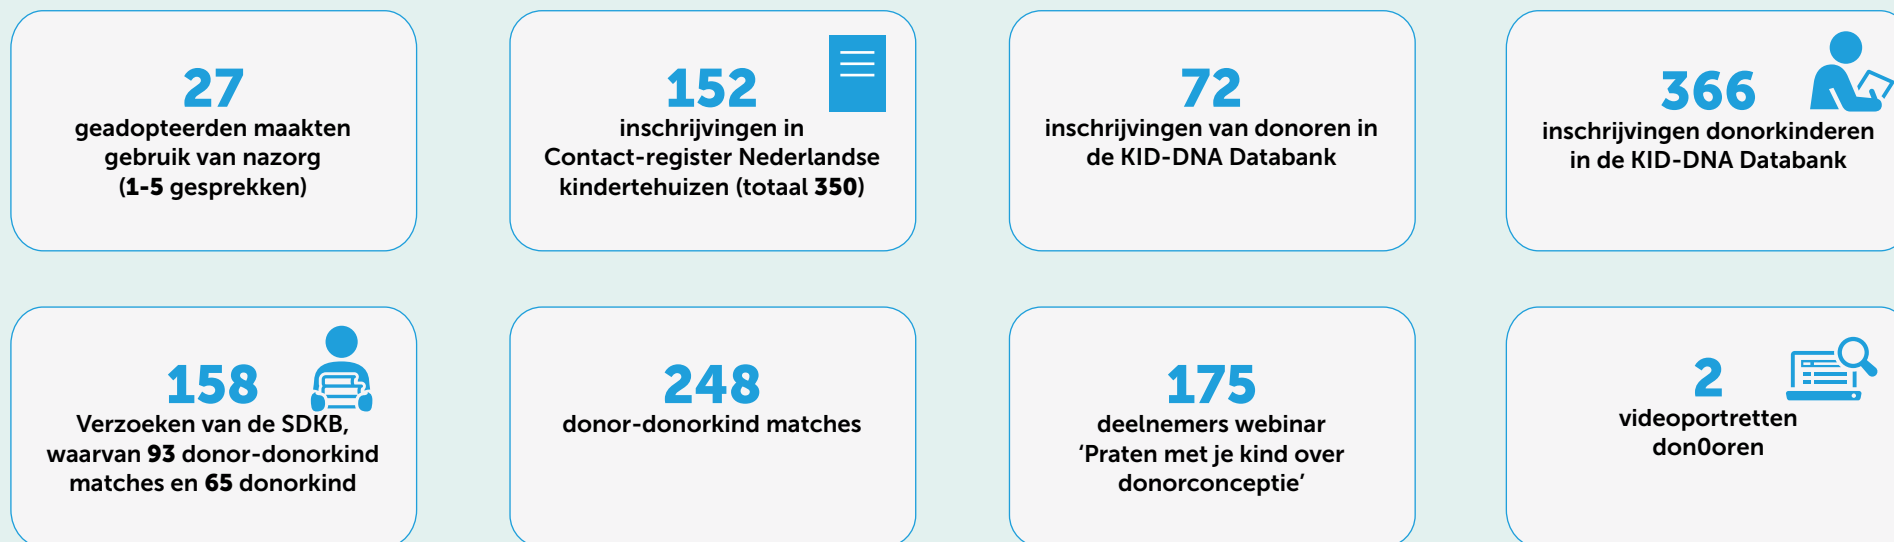 27
geadopteerden maakten
gebruik van nazorg
(1-5 gesprekken)
152
inschrijvingen in
Contact-register Nederlandse
kindertehuizen (totaal 350)
72
inschrijvingen van donoren in
de KID-DNA Databank
366
inschrijvingen donorkinderen
in de KID-DNA Databank
158
Verzoeken van de SDKB,
waarvan 93 donor-donorkind
matches en 65 donorkind
248
donor-donorkind matches
175
deelnemers webinar
‘Praten met je kind over
donorconceptie’
2
videoportretten
don0oren